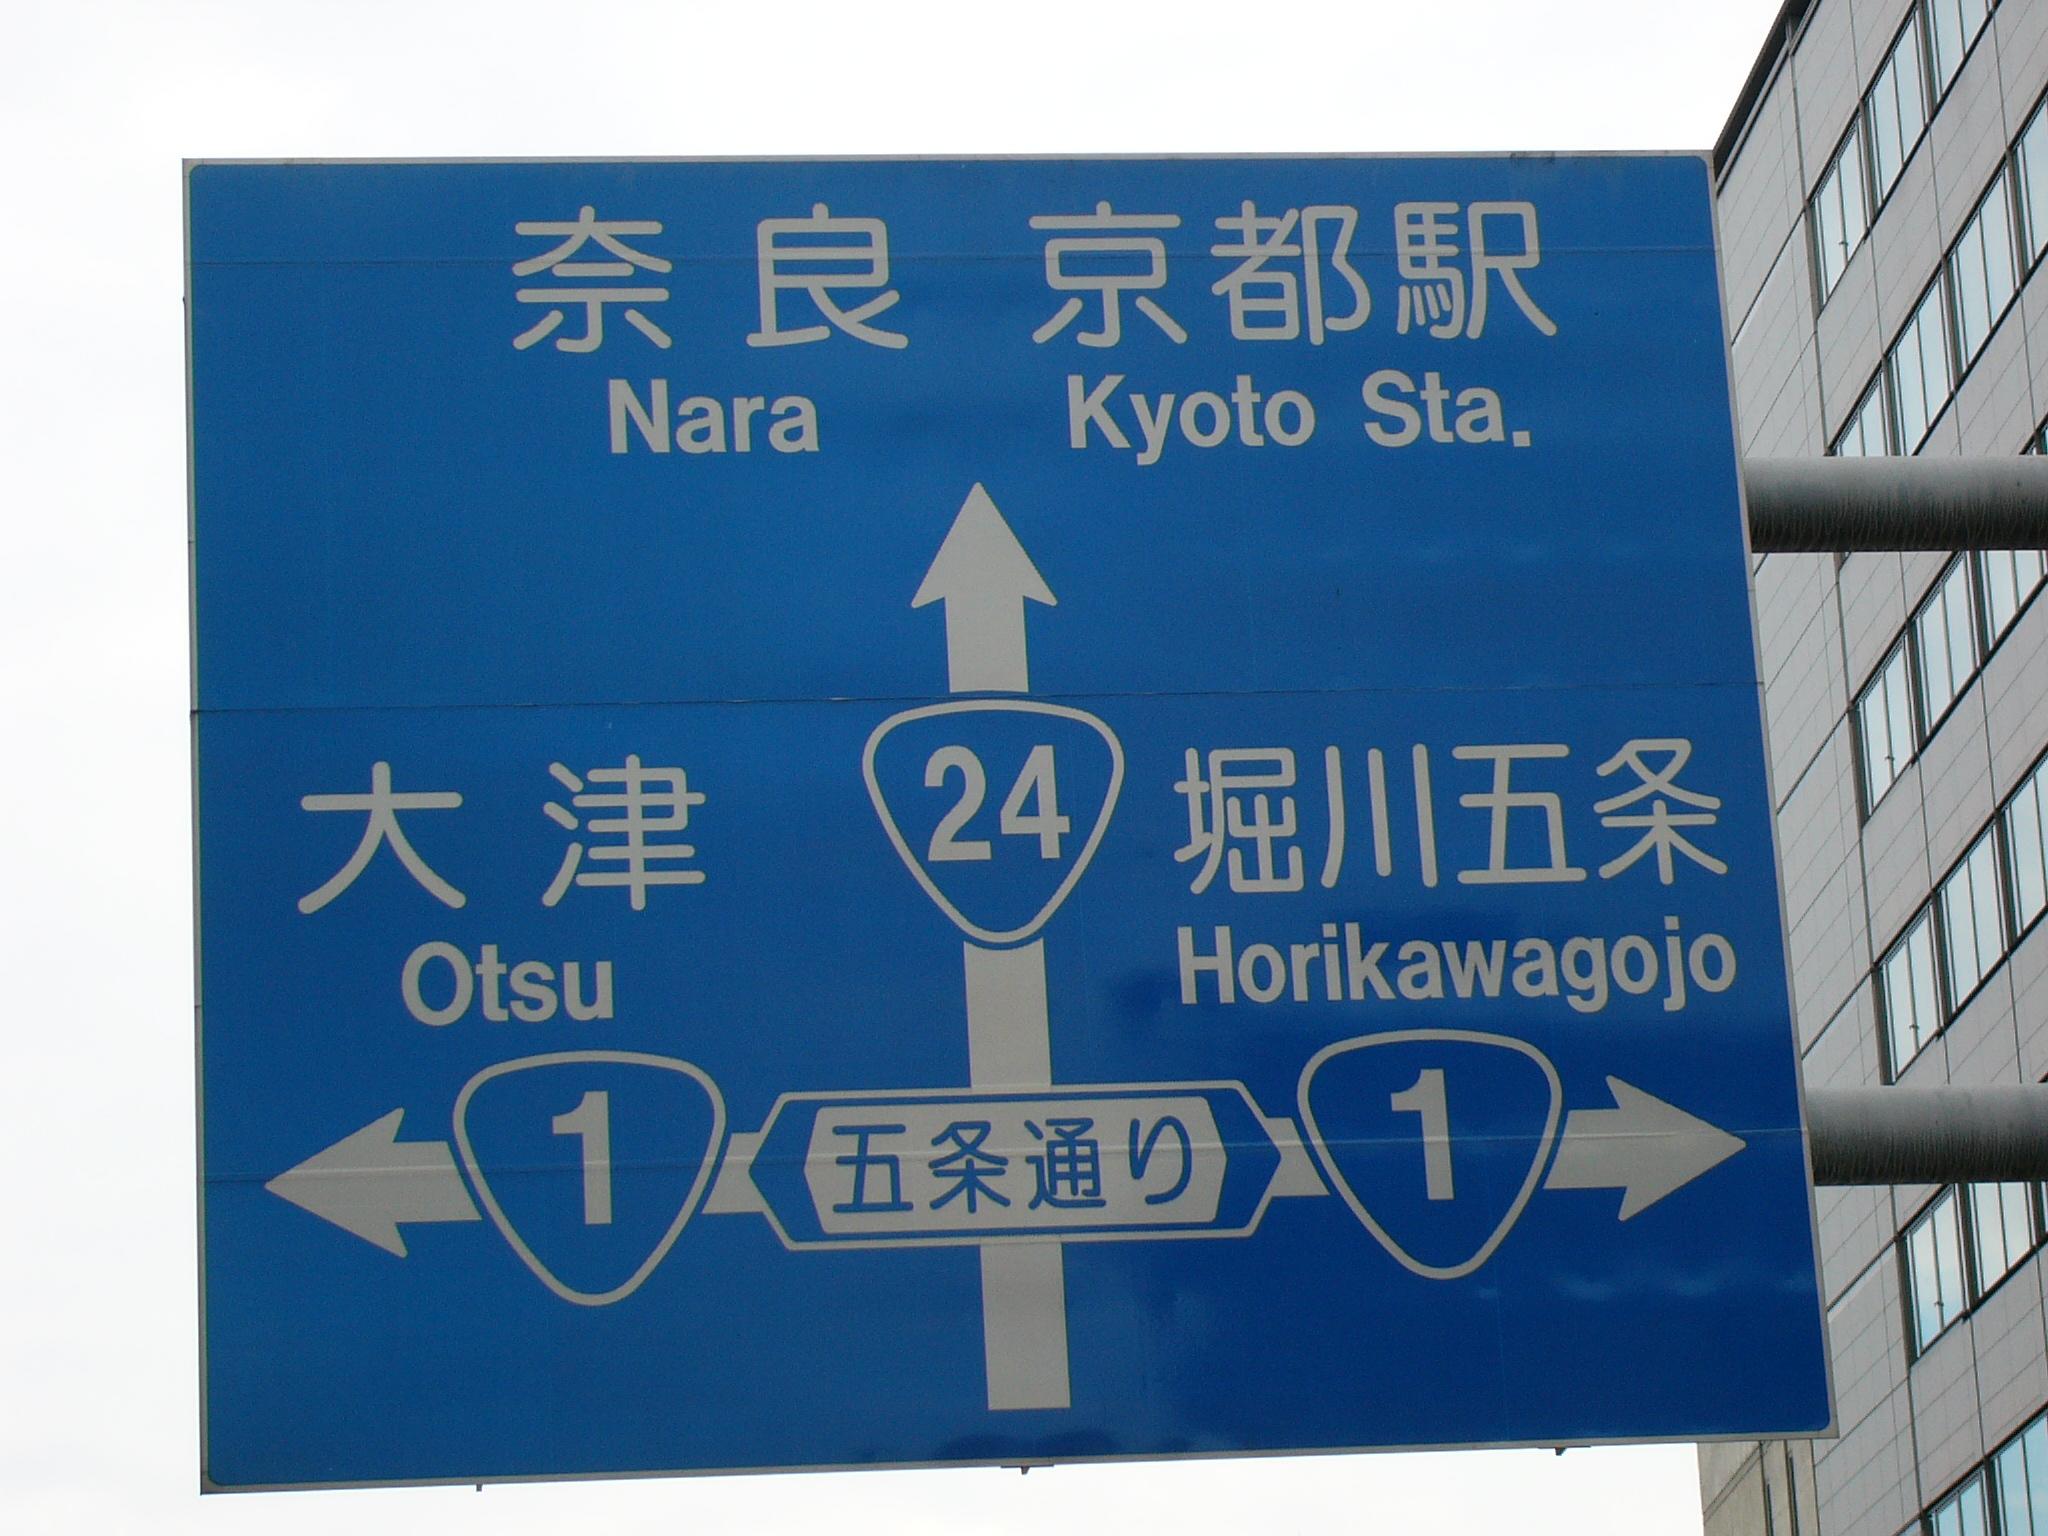 奈良 京都駅
Nara Kyoto Sta.
24
大津 堀川五条
Otsu Horikawagojo
1 五条通り 1